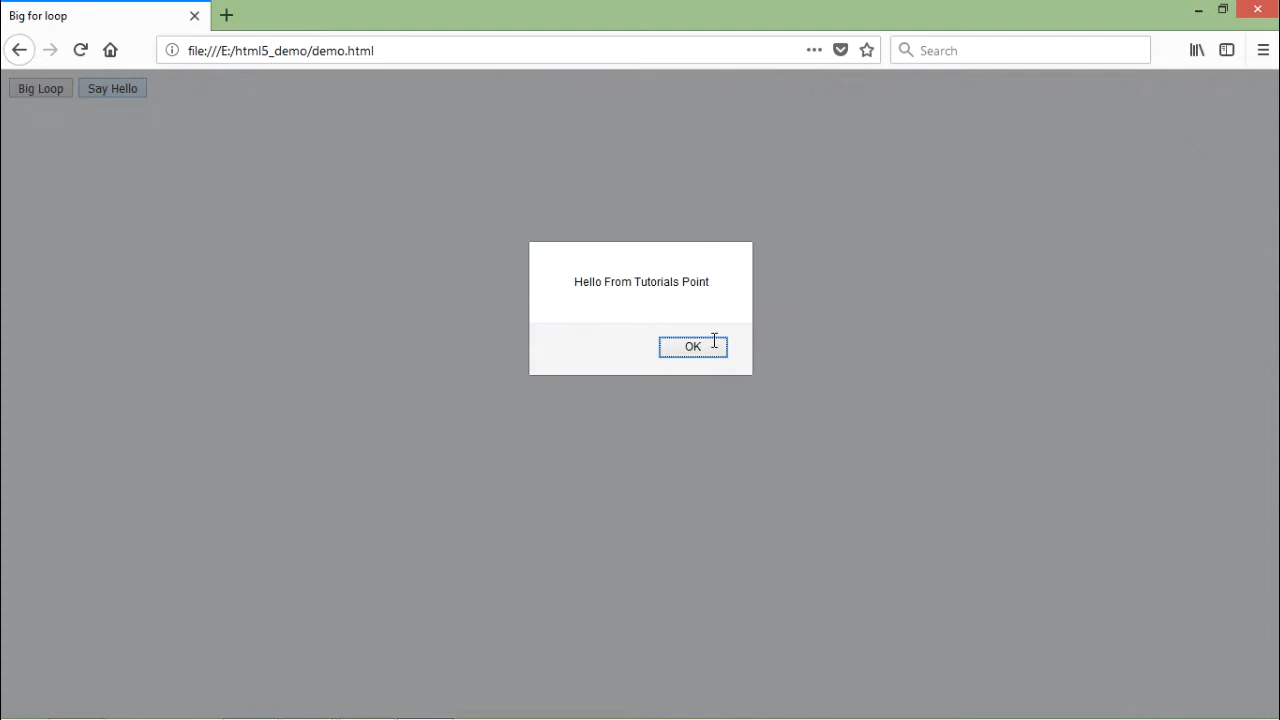 Big for loop
file:///E:/html5_demo/demo.html
Search
Big Loop
Say Hello
Hello From Tutorials Point
OK